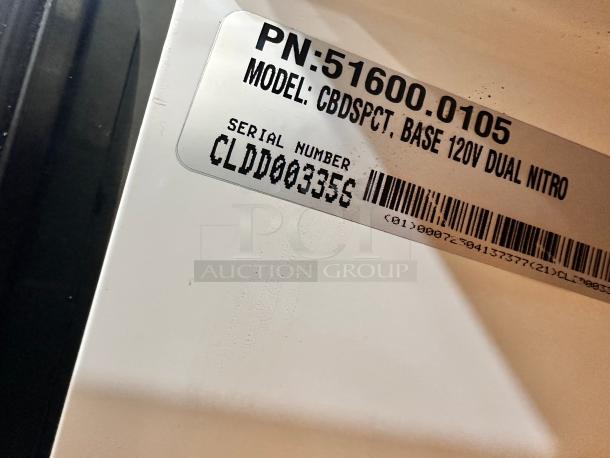 PN:51600.0105
MODEL: CBDSPCT, BASE 120V DUAL NITRO
SERIAL NUMBER
CLDD003356
PCI
AUCTION GROUP